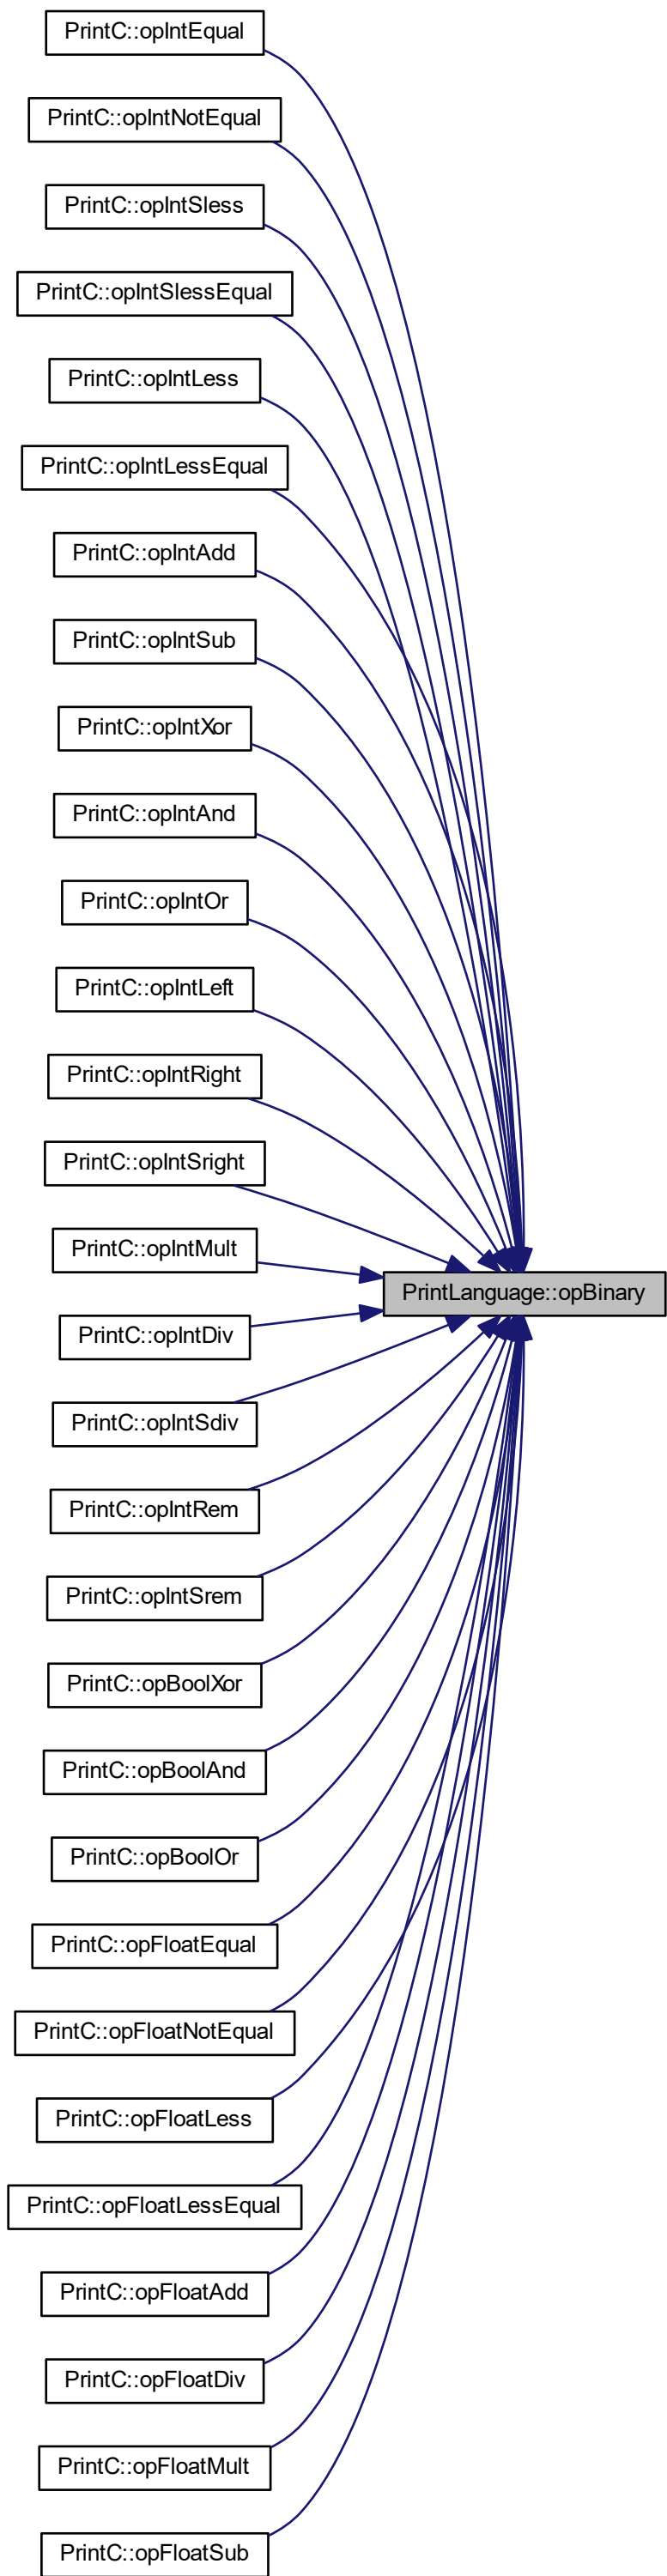 PrintC::opIntEqual
PrintC::opIntNotEqual
PrintC::opIntSless
PrintC::opIntSlessEqual
PrintC::opIntLess
PrintC::opIntLessEqual
PrintC::opIntAdd
PrintC::opIntSub
PrintC::opIntXor
PrintC::opIntAnd
PrintC::opIntOr
PrintC::opIntLeft
PrintC::opIntRight
PrintC::opIntSright
PrintC::opIntMult
PrintLanguage::opBinary
PrintC::opIntDiv
PrintC::opIntSdiv
PrintC::opIntRem
PrintC::opIntSrem
PrintC::opBoolXor
PrintC::opBoolAnd
PrintC::opBoolOr
PrintC::opFloatEqual
PrintC::opFloatNotEqual
PrintC::opFloatLess
PrintC::opFloatLessEqual
PrintC::opFloatAdd
PrintC::opFloatDiv
PrintC::opFloatMult
PrintC::opFloatSub